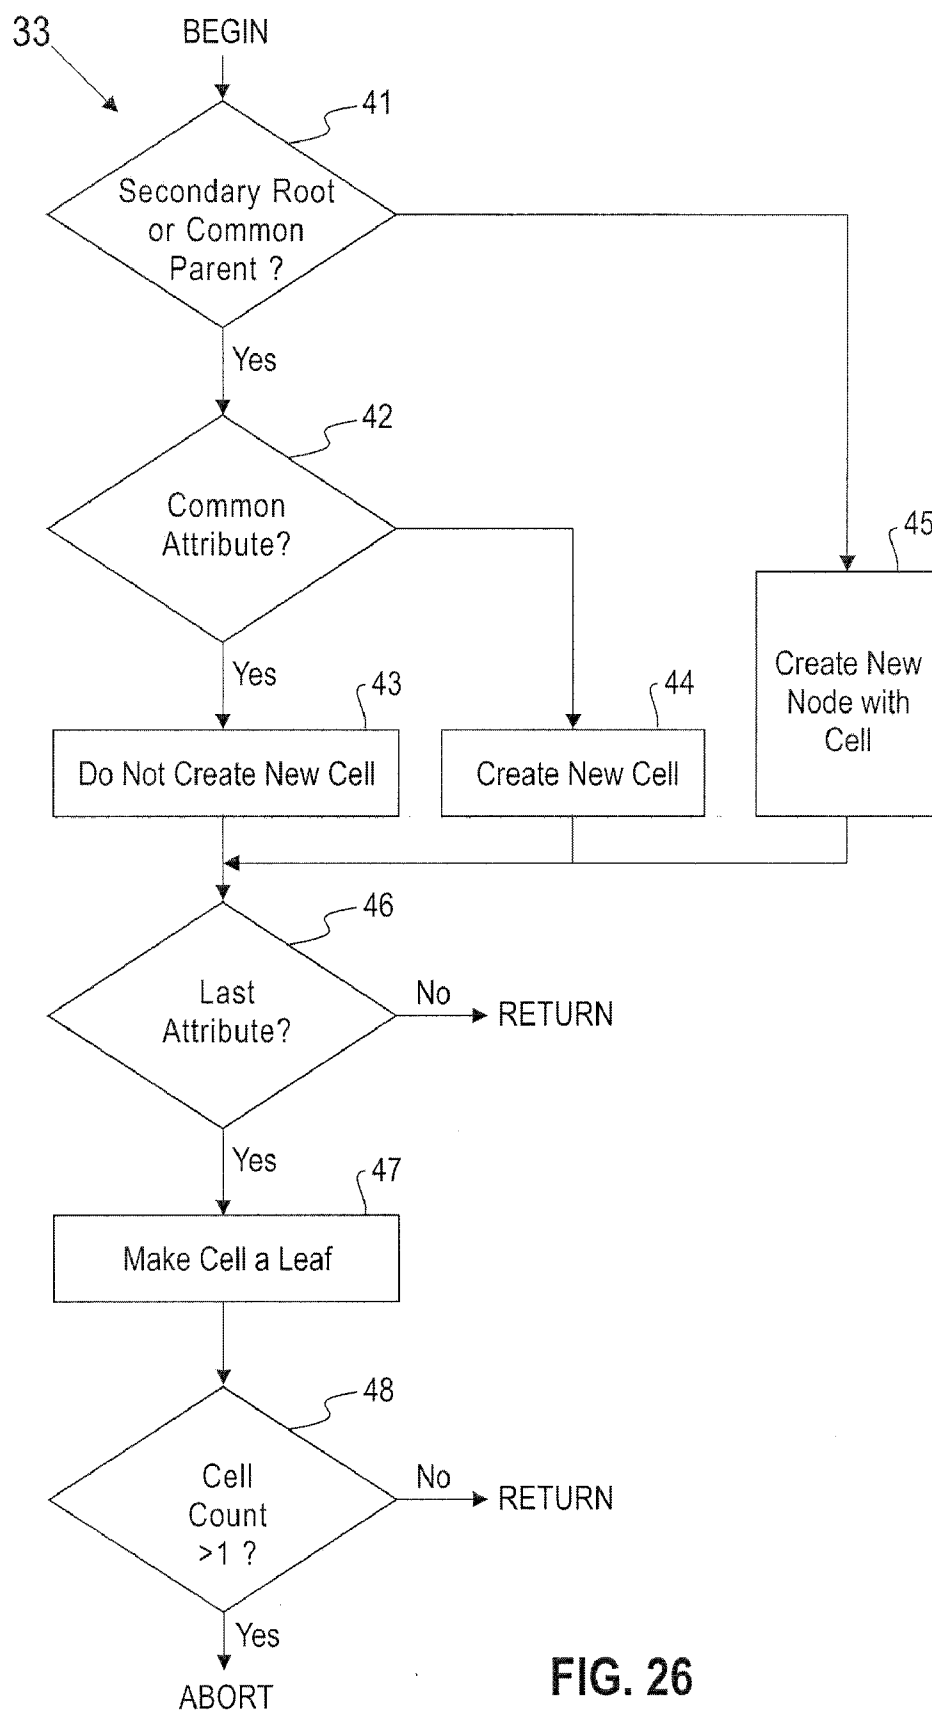 33
BEGIN
41
Secondary Root
or Common
Parent ?
Yes
42
Common
Attribute?
Yes
43
Do Not Create New Cell
44
Create New Cell
45
Create New
Node with
Cell
46
Last
Attribute?
No
RETURN
Yes
47
Make Cell a Leaf
48
Cell
Count
>1 ?
No
RETURN
Yes
ABORT
FIG. 26